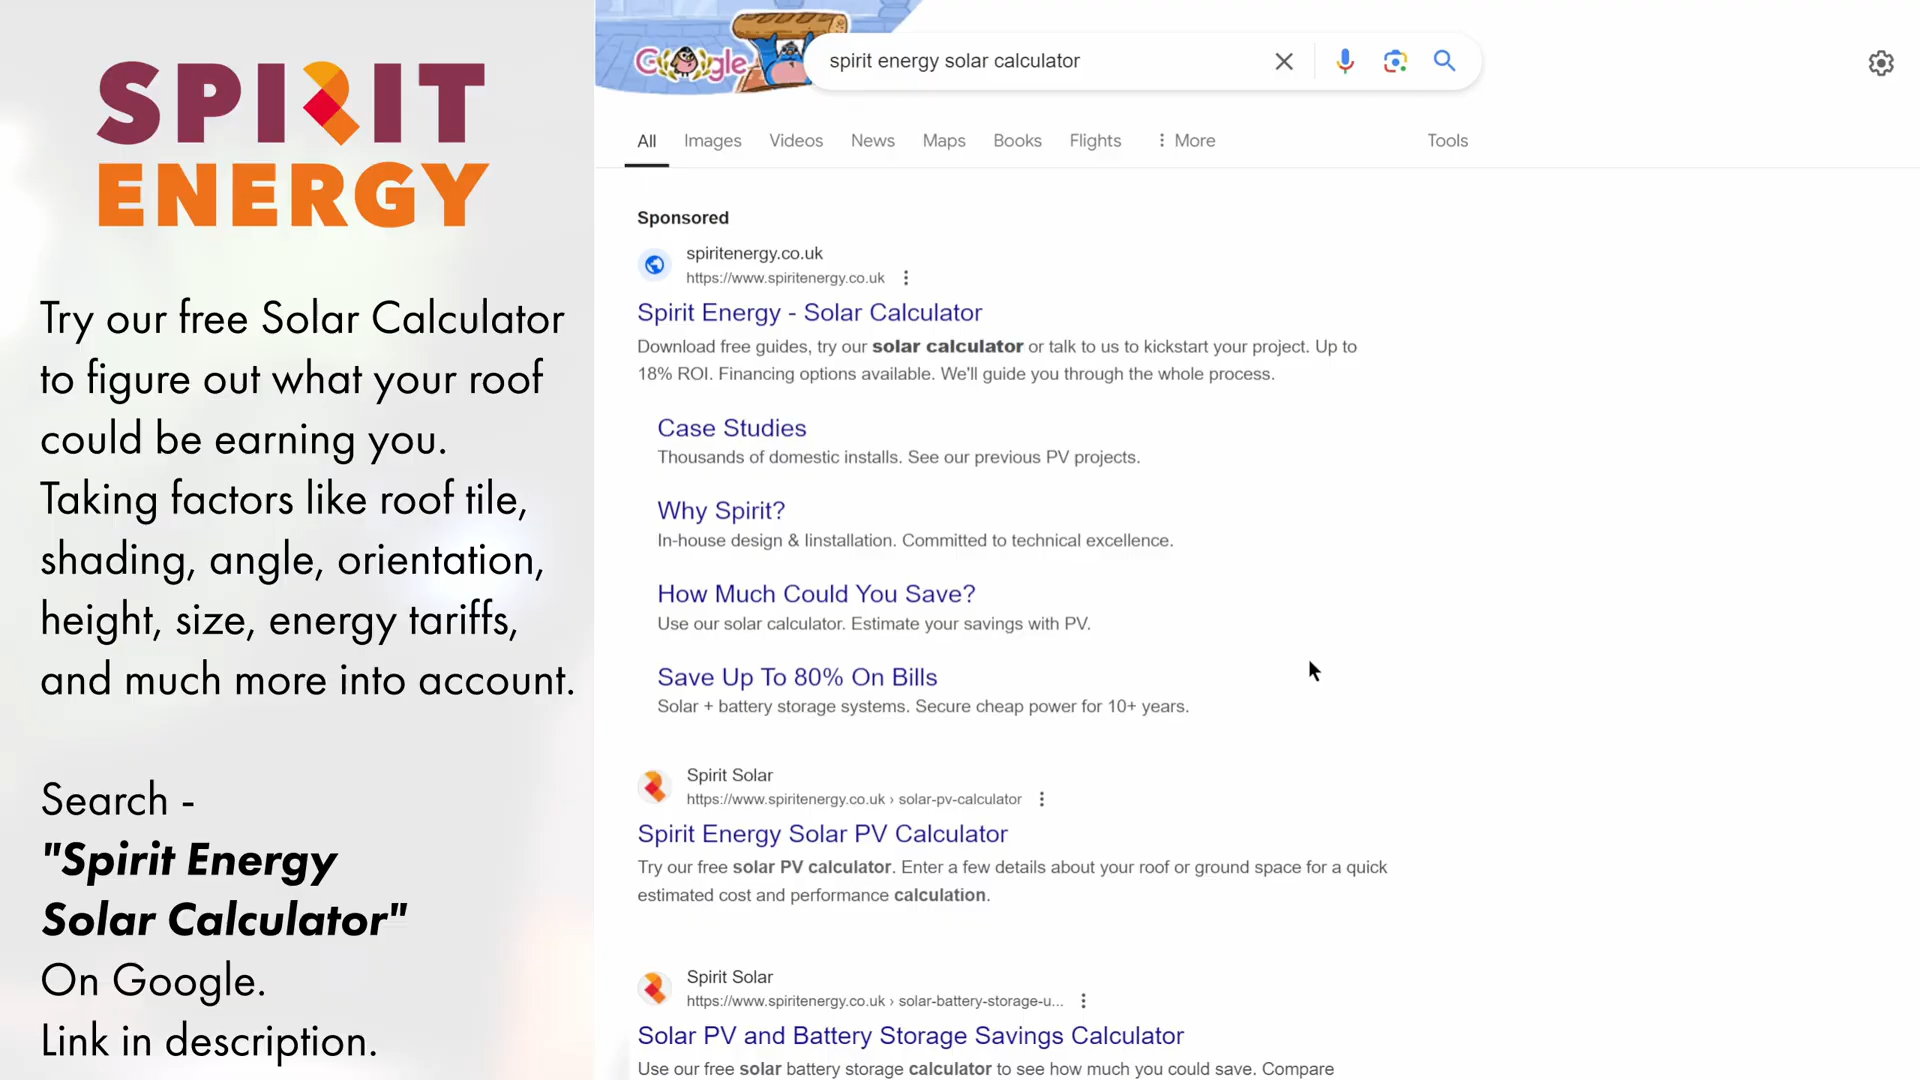 SPIRIT
ENERGY
Try our free Solar Calculator
to figure out what your roof
could be earning you.
Taking factors like roof tile,
shading, angle, orientation,
height, size, energy tariffs,
and much more into account.
Search -
"Spirit Energy
Solar Calculator"
On Google.
Link in description.
Google
spirit energy solar calculator
All Images Videos News Maps Books Flights More Tools
Sponsored
spiritenergy.co.uk
https://www.spiritenergy.co.uk
Spirit Energy - Solar Calculator
Download free guides, try our solar calculator or talk to us to kickstart your project. Up to
18% ROI. Financing options available. We'll guide you through the whole process.
Case Studies
Thousands of domestic installs. See our previous PV projects.
Why Spirit?
In-house design & Iinstallation. Committed to technical excellence.
How Much Could You Save?
Use our solar calculator. Estimate your savings with PV.
Save Up To 80% On Bills
Solar + battery storage systems. Secure cheap power for 10+ years.
Spirit Solar
https://www.spiritenergy.co.uk › solar-pv-calculator
Spirit Energy Solar PV Calculator
Try our free solar PV calculator. Enter a few details about your roof or ground space for a quick
estimated cost and performance calculation.
Spirit Solar
https://www.spiritenergy.co.uk › solar-battery-storage-u...
Solar PV and Battery Storage Savings Calculator
Use our free solar battery storage calculator to see how much you could save. Compare